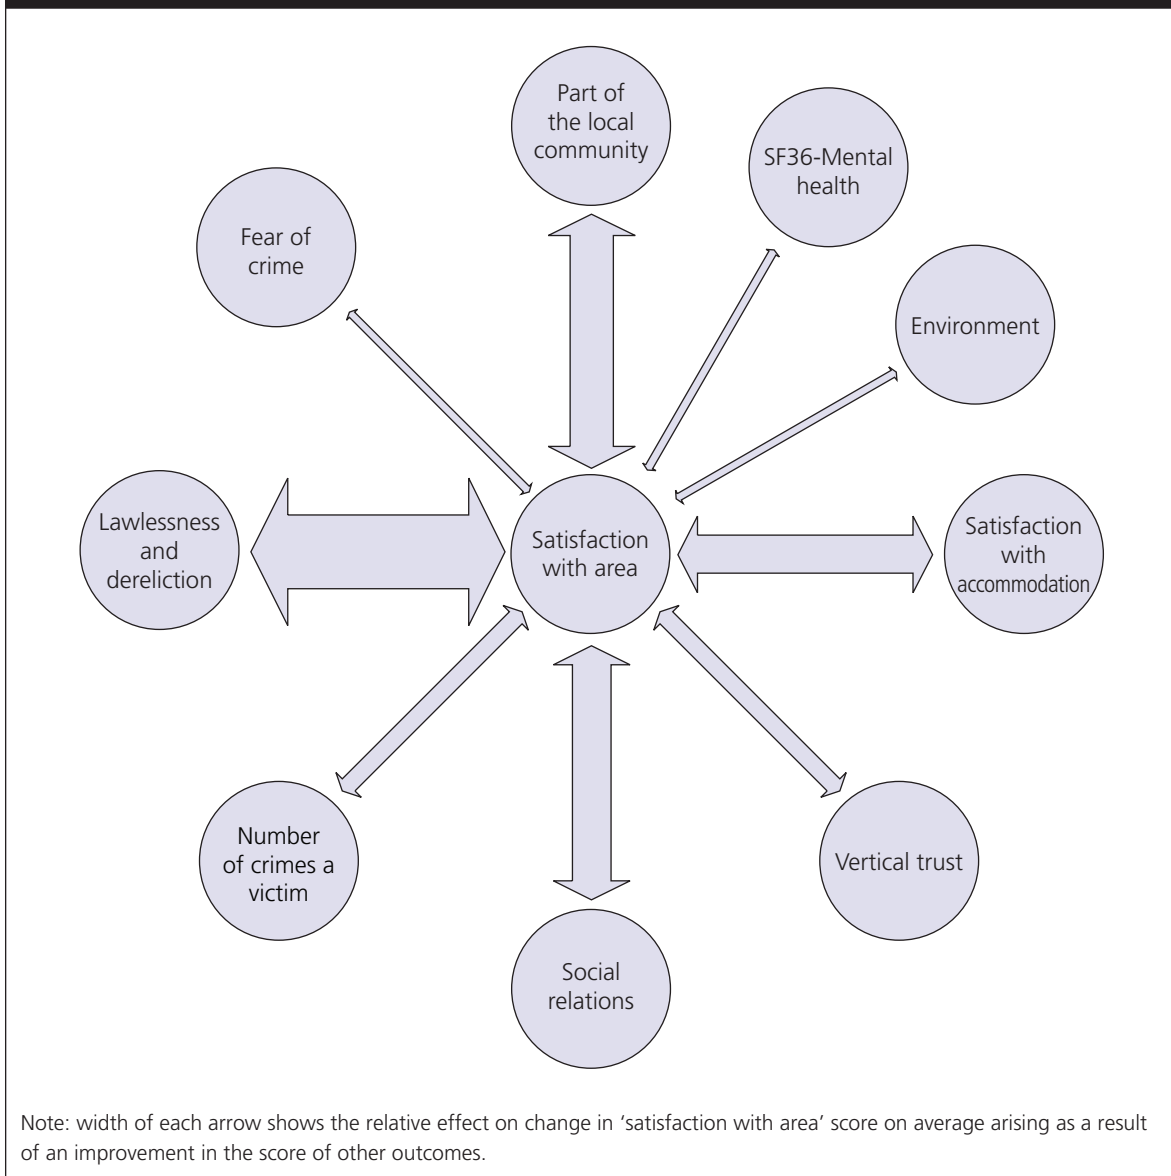 Part of
the local
community
SF36-Mental
health
Fear of
crime
Environment
Lawlessness
and
dereliction
Satisfaction
with area
Satisfaction
with
accommodation
Number
of crimes a
victim
Vertical trust
Social
relations
Note: width of each arrow shows the relative effect on change in ‘satisfaction with area’ score on average arising as a result
of an improvement in the score of other outcomes.